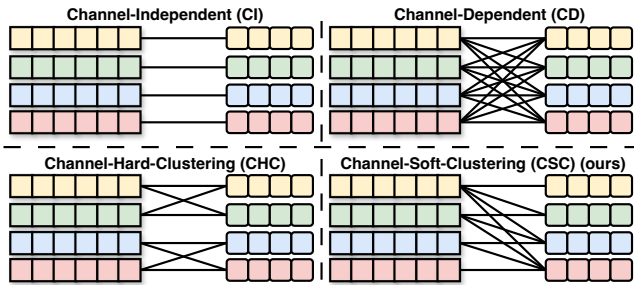 Channel-Independent (CI)
Channel-Dependent (CD)
Channel-Hard-Clustering (CHC)
Channel-Soft-Clustering (CSC) (ours)